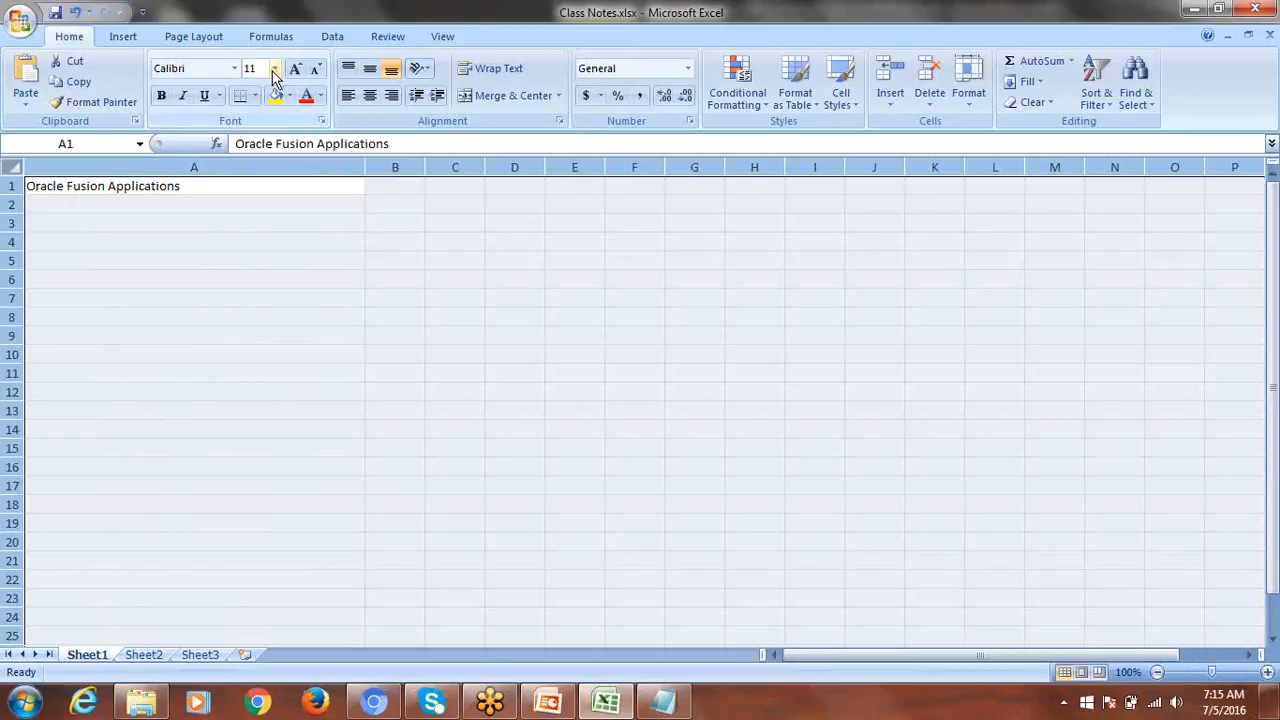 Class Notes.xlsx - Microsoft Excel
Home Insert Page Layout Formulas Data Review View
Paste
Cut
Copy
Format Painter
Clipboard
Calibri 11
B I U A
Font
Wrap Text
Merge & Center
Alignment
General
$ % ,
Number
Conditional Formatting
Format as Table
Cell Styles
Styles
Insert
Delete
Format
Cells
Σ AutoSum
Fill
Clear
Sort & Filter
Find & Select
Editing
A1 fx Oracle Fusion Applications
A B C D E F G H I J K L M N O P
1 Oracle Fusion Applications
2
3
4
5
6
7
8
9
10
11
12
13
14
15
16
17
18
19
20
21
22
23
24
25
Sheet1 Sheet2 Sheet3
Ready 100%
7:15 AM
7/5/2016